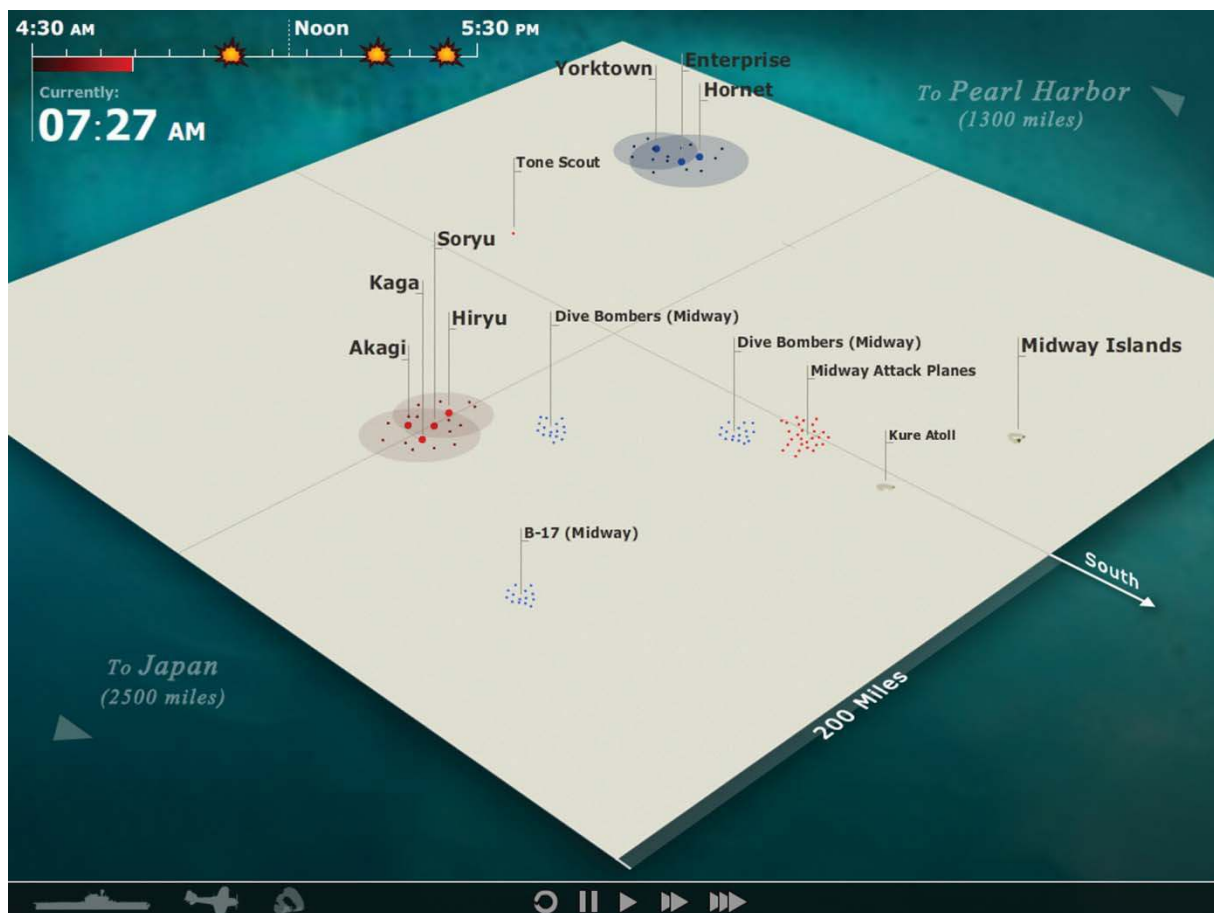 4:30 AM
Noon
5:30 PM
Currently:
07:27 AM
Yorktown
Enterprise
Hornet
To Pearl Harbor
(1300 miles)
Tone Scout
Soryu
Kaga
Hiryu
Akagi
Dive Bombers (Midway)
Dive Bombers (Midway)
Midway Attack Planes
Midway Islands
Kure Atoll
B-17 (Midway)
South
To Japan
(2500 miles)
200 Miles